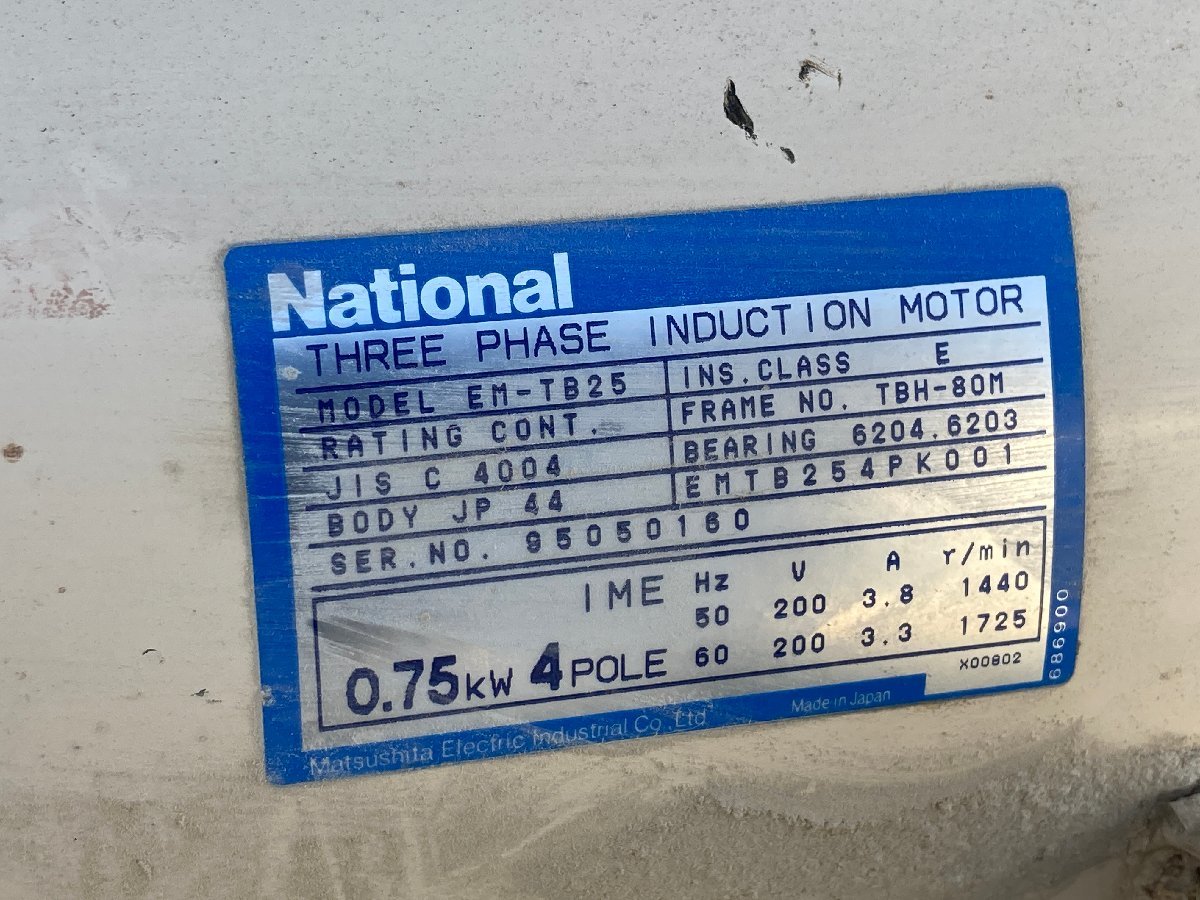 National
THREE PHASE INDUCTION MOTOR
MODEL EM-TB25 INS.CLASS E
RATING CONT. FRAME NO. TBH-80M
JIS C 4004 BEARING 6204.6203
BODY JP 44 EMTB254PK001
SER.NO. 95050160
IME Hz V A r/min
50 200 3.8 1440
0.75kW 4POLE 60 200 3.3 1725
X00802
686900
Matsushita Electric Industrial Co.,Ltd. Made in Japan